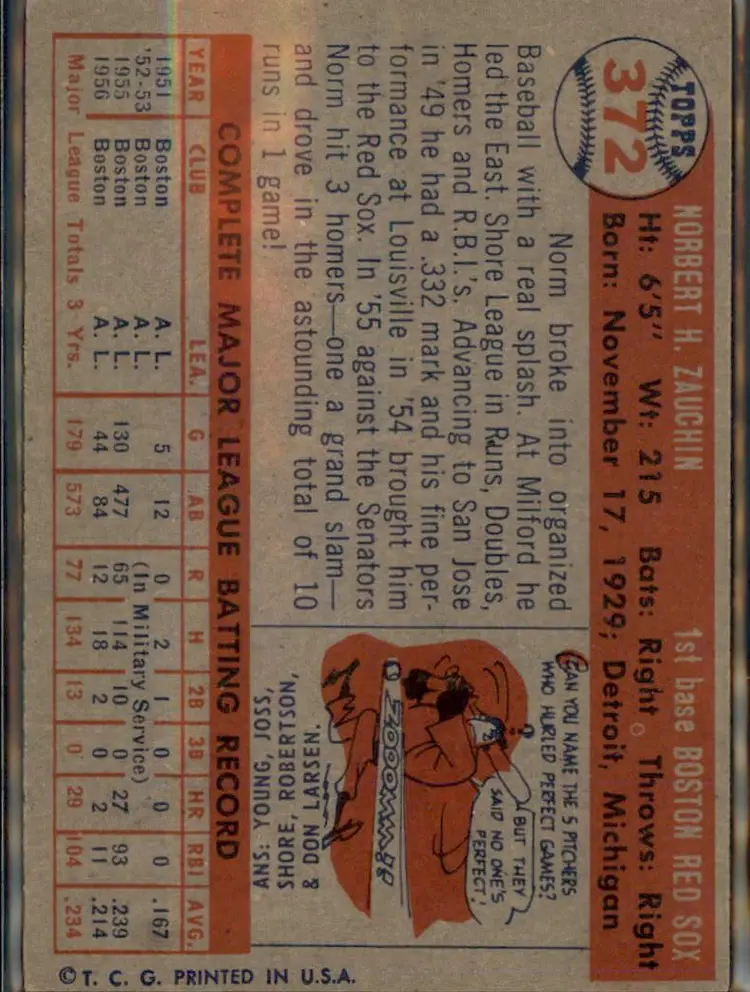 TOPPS
372
NORBERT H. ZAUCHIN 1st base BOSTON RED SOX
Ht: 6'5" Wt: 215 Bats: Right Throws: Right
Born: November 17, 1929; Detroit, Michigan
Norm broke into organized
Baseball with a real splash. At Milford he
led the East. Shore League in Runs, Doubles,
Homers and R.B.I.'s. Advancing to San Jose
in '49 he had a .332 mark and his fine per-
formance at Louisville in '54 brought him
to the Red Sox. In '55 against the Senators
Norm hit 3 homers—one a grand slam—
and drove in the astounding total of 10
runs in 1 game!
CAN YOU NAME THE 5 PITCHERS
WHO HURLED PERFECT GAMES?
?
BUT THEY
SAID NO ONE'S
PERFECT!
ZOOOMM!!
ANS: YOUNG, JOSS,
SHORE, ROBERTSON,
& DON LARSEN.
COMPLETE MAJOR LEAGUE BATTING RECORD
YEAR CLUB LEA. G AB R H 2B 3B HR RBI AVG.
1951 Boston A. L. 5 12 0 2 1 0 0 0 .167
'52-53 Boston A. L. (In Military Service)
1955 Boston A. L. 130 477 65 114 10 0 27 93 .239
1956 Boston A. L. 44 84 12 18 2 0 2 11 .214
Major League Totals 3 Yrs. 179 573 77 134 13 0 29 104 .234
© T. C. G. PRINTED IN U.S.A.